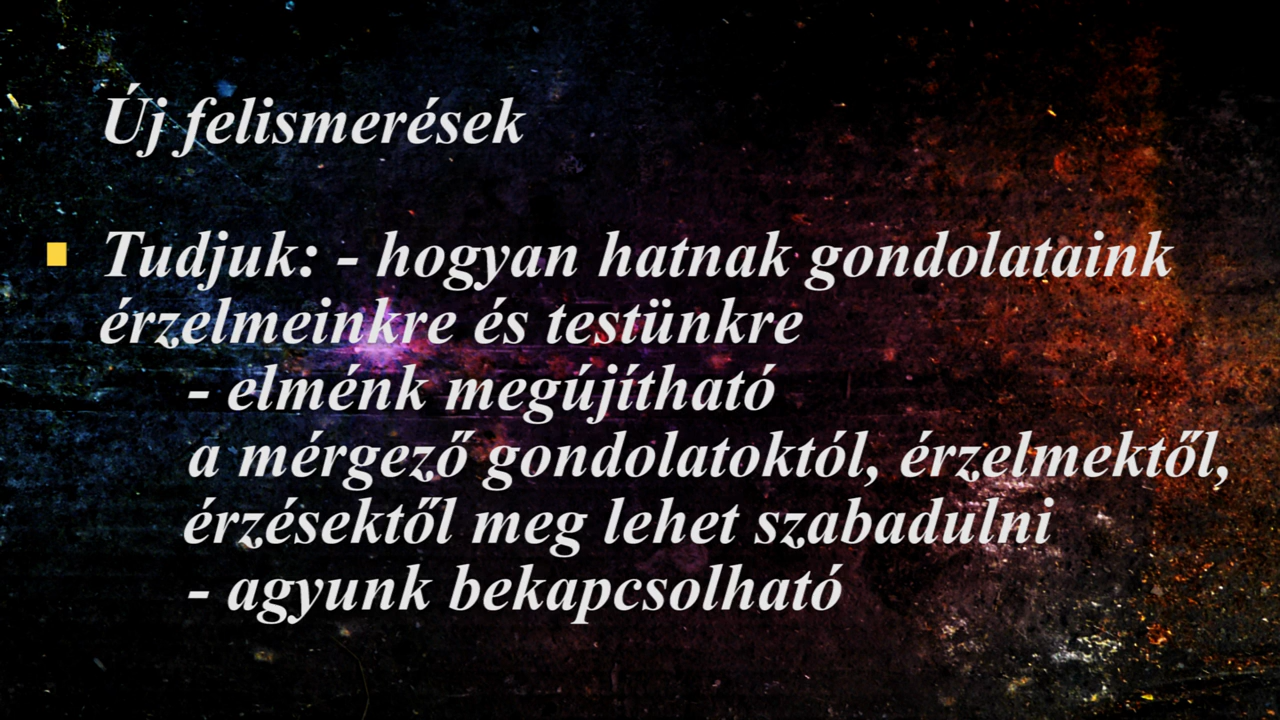 Új felismerések
Tudjuk: - hogyan hatnak gondolataink
érzelmeinkre és testünkre
- elménk megújítható
a mérgező gondolatoktól, érzelmektől,
érzésektől meg lehet szabadulni
- agyunk bekapcsolható